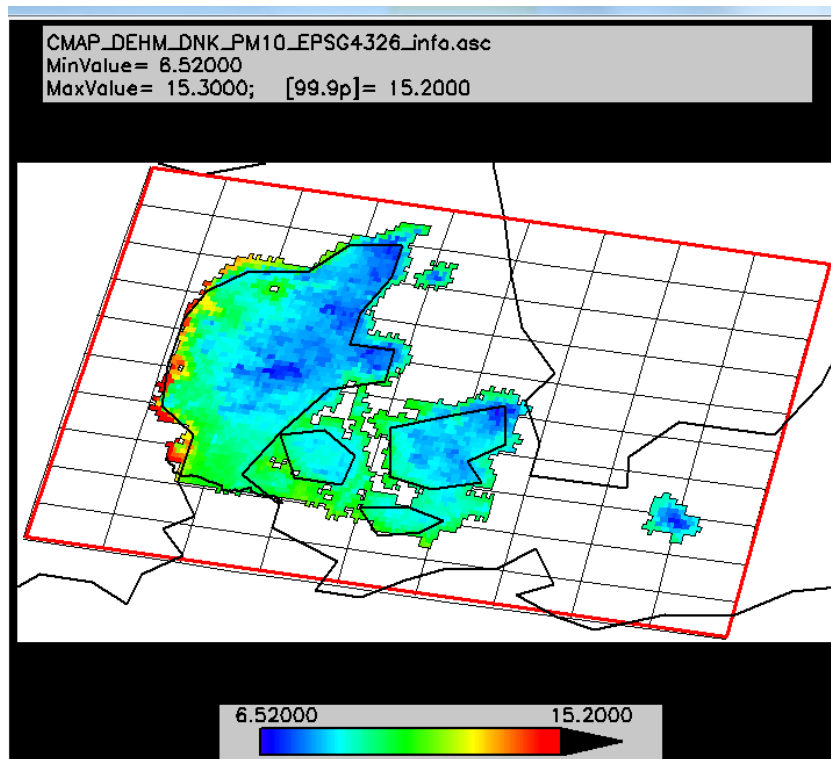 CMAP_DEHM_DNK_PM10_EPSG4326_info.asc
MinValue= 6.52000
MaxValue= 15.3000;   [99.9p]= 15.2000
6.52000
15.2000